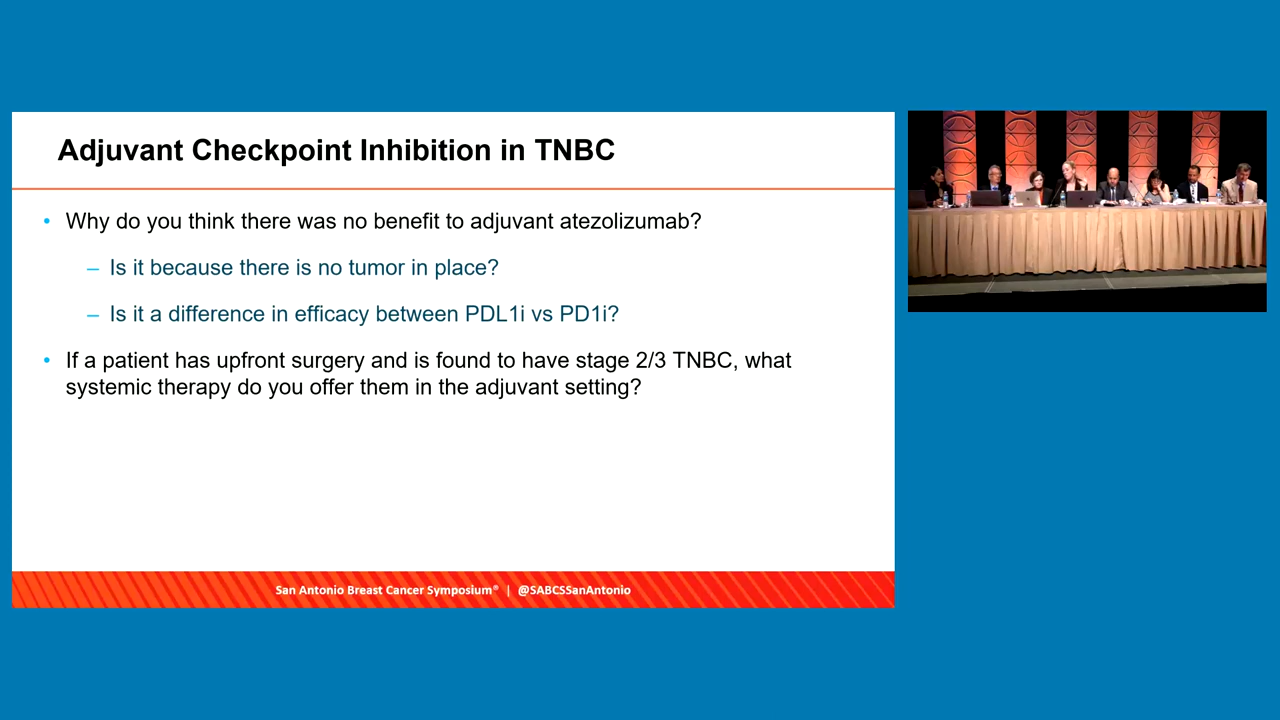 Adjuvant Checkpoint Inhibition in TNBC
• Why do you think there was no benefit to adjuvant atezolizumab?
– Is it because there is no tumor in place?
– Is it a difference in efficacy between PDL1i vs PD1i?
• If a patient has upfront surgery and is found to have stage 2/3 TNBC, what
systemic therapy do you offer them in the adjuvant setting?
San Antonio Breast Cancer Symposium® | @SABCSSanAntonio